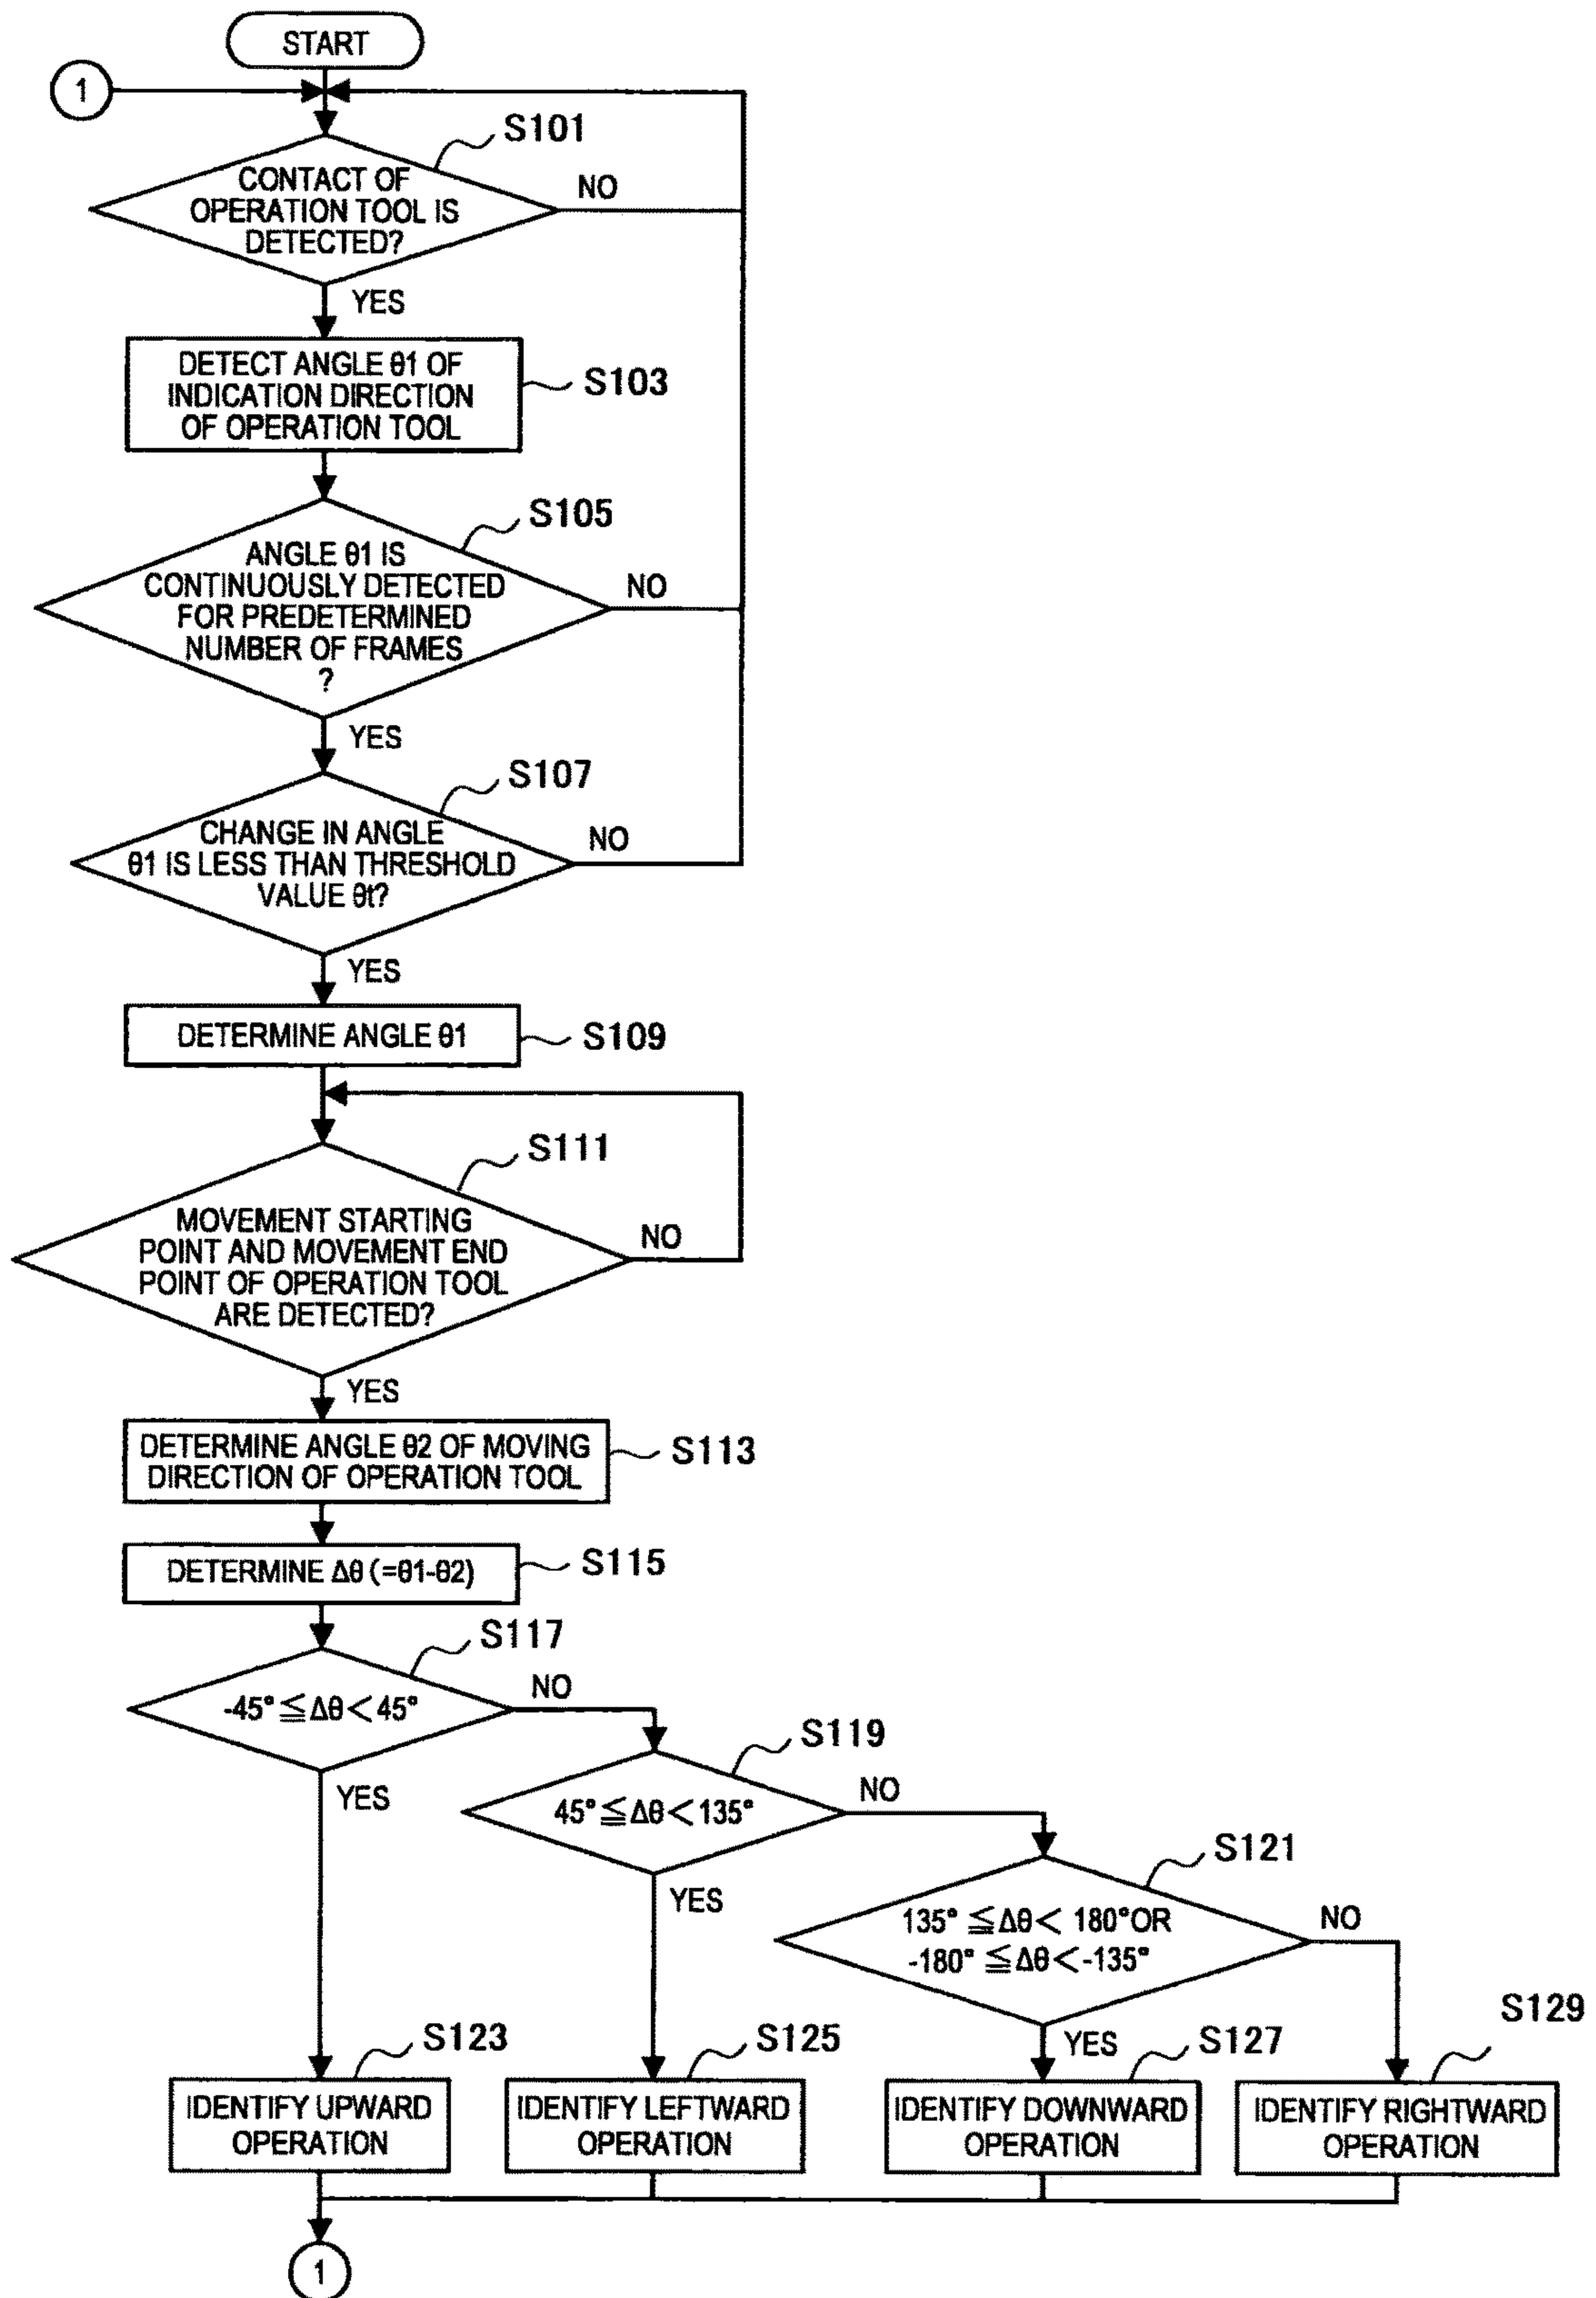 START
1
S101
CONTACT OF
OPERATION TOOL IS
DETECTED?
NO
YES
DETECT ANGLE θ1 OF
INDICATION DIRECTION
OF OPERATION TOOL
S103
S105
ANGLE θ1 IS
CONTINUOUSLY DETECTED
FOR PREDETERMINED
NUMBER OF FRAMES
?
NO
YES
S107
CHANGE IN ANGLE
θ1 IS LESS THAN THRESHOLD
VALUE θt?
NO
YES
DETERMINE ANGLE θ1
S109
S111
MOVEMENT STARTING
POINT AND MOVEMENT END
POINT OF OPERATION TOOL
ARE DETECTED?
NO
YES
DETERMINE ANGLE θ2 OF MOVING
DIRECTION OF OPERATION TOOL
S113
DETERMINE Δθ (=θ1-θ2)
S115
S117
-45° ≦ Δθ < 45°
NO
YES
S119
45° ≦ Δθ < 135°
NO
YES
S121
135° ≦ Δθ < 180° OR
-180° ≦ Δθ < -135°
NO
YES
S123
IDENTIFY UPWARD
OPERATION
S125
IDENTIFY LEFTWARD
OPERATION
S127
IDENTIFY DOWNWARD
OPERATION
S129
IDENTIFY RIGHTWARD
OPERATION
1